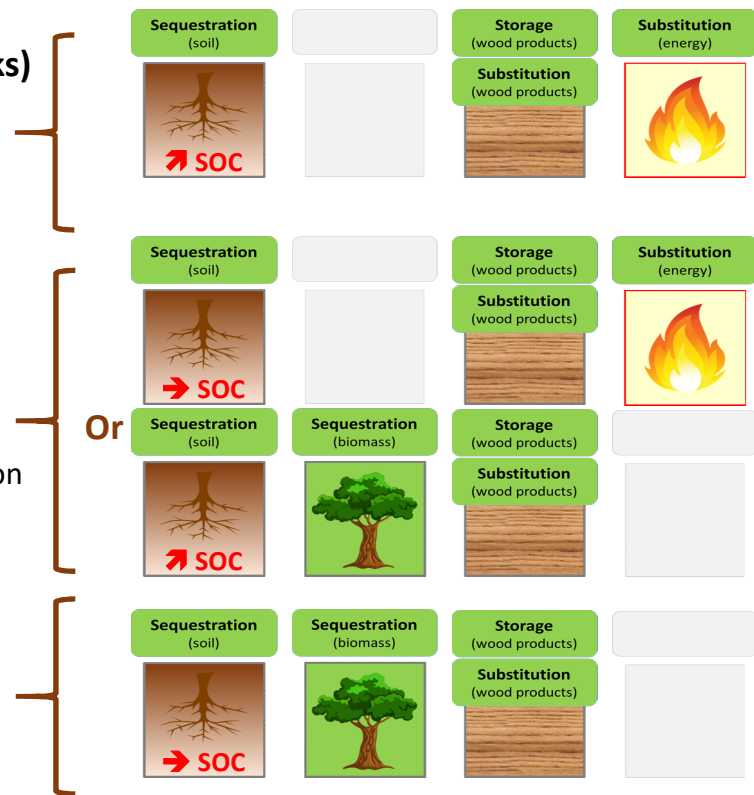 ks)
Sequestration
(soil)
Storage
(wood products)
Substitution
(energy)
Substitution
(wood products)
↗ SOC
Sequestration
(soil)
Storage
(wood products)
Substitution
(energy)
Substitution
(wood products)
→ SOC
Or
Sequestration
(soil)
Sequestration
(biomass)
Storage
(wood products)
on
Substitution
(wood products)
↗ SOC
Sequestration
(soil)
Sequestration
(biomass)
Storage
(wood products)
Substitution
(wood products)
→ SOC